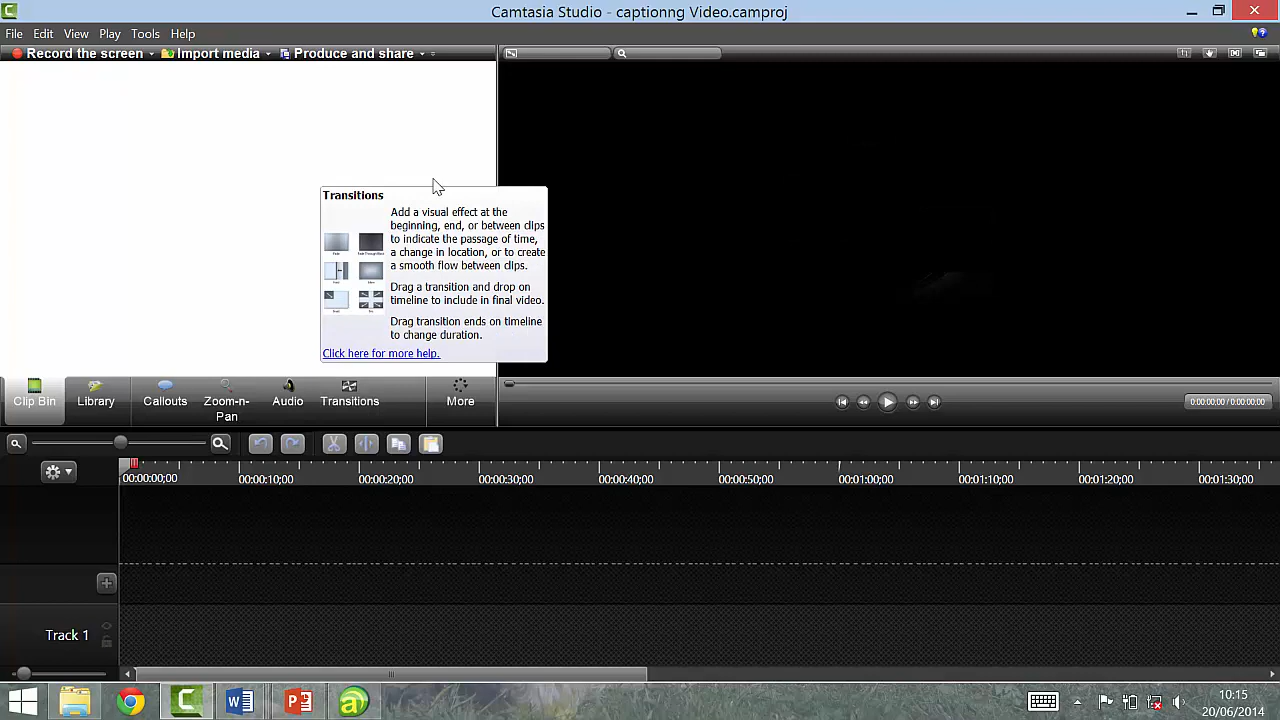 Camtasia Studio - captionng Video.camproj
File Edit View Play Tools Help
Record the screen Import media Produce and share
Transitions
Add a visual effect at the
beginning, end, or between clips
to indicate the passage of time,
a change in location, or to create
a smooth flow between clips.
Drag a transition and drop on
timeline to include in final video.
Drag transition ends on timeline
to change duration.
Click here for more help.
Clip Bin Library Callouts Zoom-n-
Pan Audio Transitions More
0:00:00;00 / 0:00:00;00
00:00:00;00 00:00:10;00 00:00:20;00 00:00:30;00 00:00:40;00 00:00:50;00 00:01:00;00 00:01:10;00 00:01:20;00 00:01:30;00
Track 1
10:15
20/06/2014